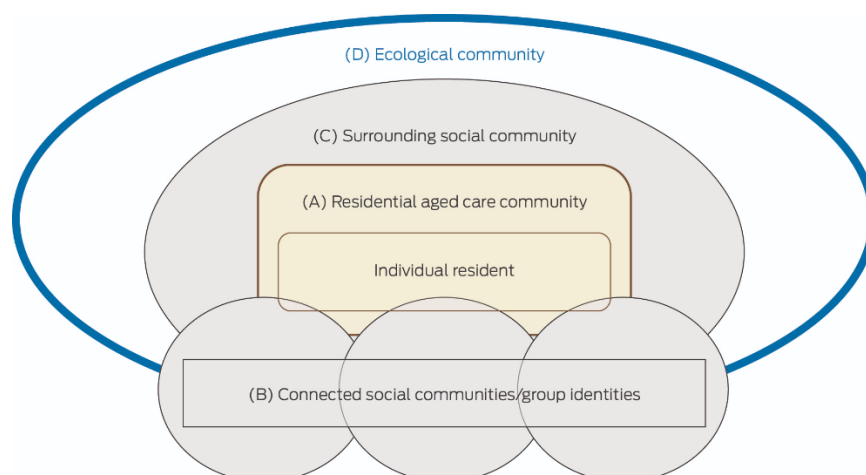 (D) Ecological community
(C) Surrounding social community
(A) Residential aged care community
Individual resident
(B) Connected social communities/group identities